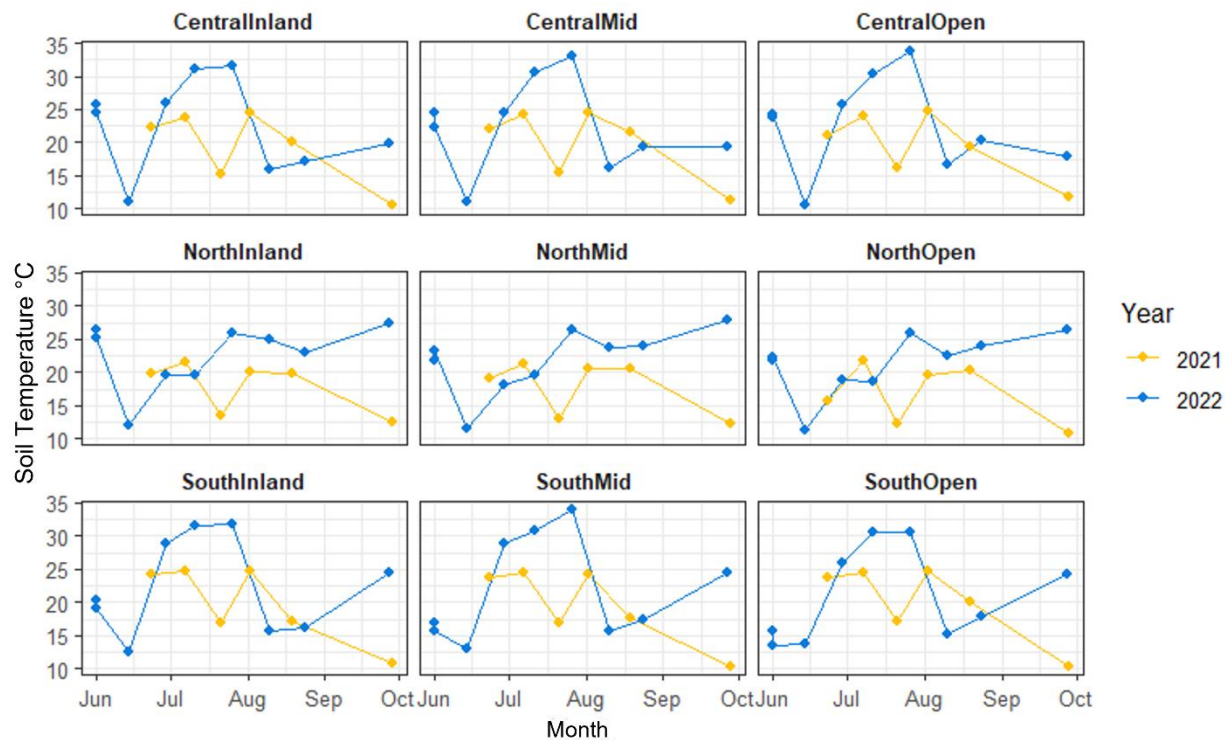 CentralInland CentralMid CentralOpen
35
30
25
20
15
10
NorthInland NorthMid NorthOpen
35
30
25
20
15
10
SouthInland SouthMid SouthOpen
35
30
25
20
15
10
Jun Jul Aug Sep Oct Jun Jul Aug Sep Oct Jun Jul Aug Sep Oct
Month
Soil Temperature °C
Year
2021
2022